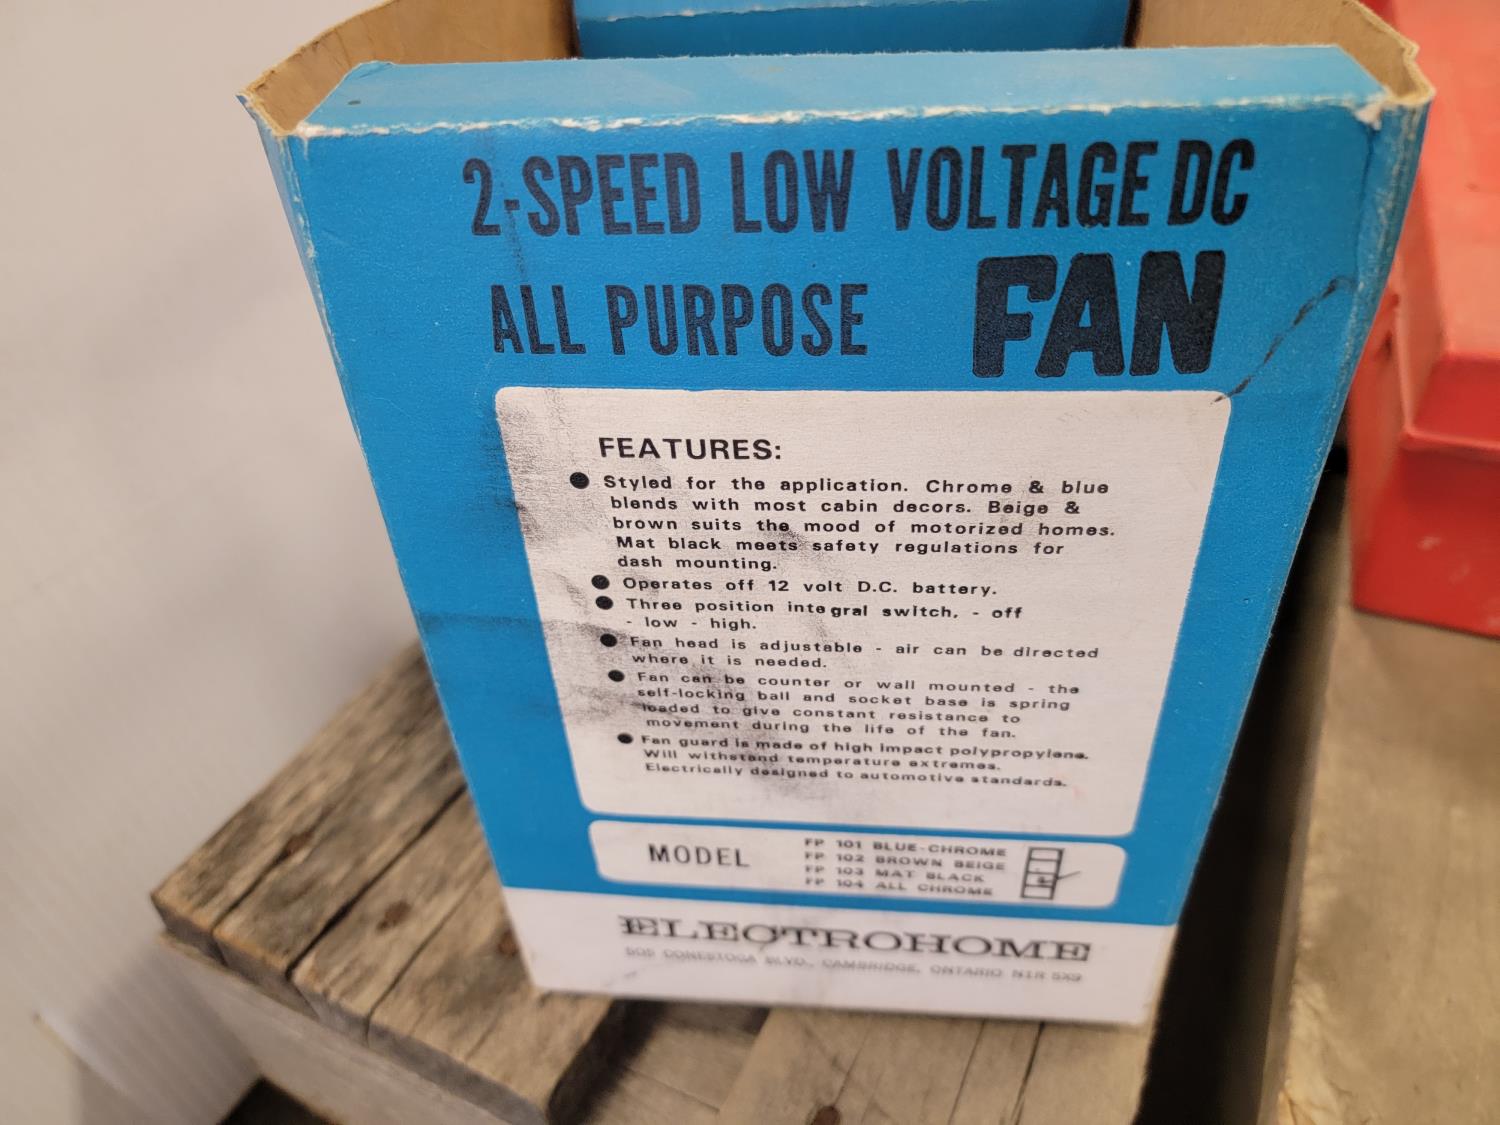 2-SPEED LOW VOLTAGE DC
ALL PURPOSE FAN
FEATURES:
● Styled for the application. Chrome & blue
blends with most cabin decors. Beige &
brown suits the mood of motorized homes.
Mat black meets safety regulations for
dash mounting.
● Operates off 12 volt D.C. battery.
● Three position integral switch, - off
- low - high.
● Fan head is adjustable - air can be directed
where it is needed.
● Fan can be counter or wall mounted - the
self-locking ball and socket base is spring
loaded to give constant resistance to
movement during the life of the fan.
● Fan guard is made of high impact polypropylene.
Will withstand temperature extremes.
Electrically designed to automotive standards.
MODEL
FP 101 BLUE-CHROME
FP 102 BROWN BEIGE
FP 103 MAT BLACK
FP 104 ALL CHROME
ELECTROHOME
505 CONESTOGA BLVD., CAMBRIDGE, ONTARIO N1R 5X9